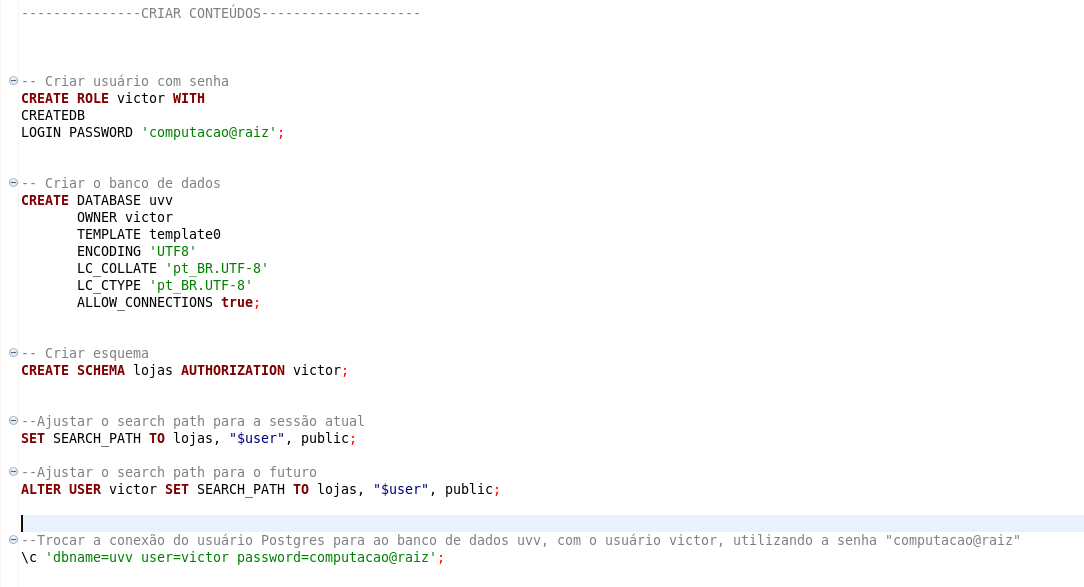 ---------------CRIAR CONTEÚDOS--------------------
-- Criar usuário com senha
CREATE ROLE victor WITH
CREATEDB
LOGIN PASSWORD 'computacao@raiz';
-- Criar o banco de dados
CREATE DATABASE uvv
OWNER victor
TEMPLATE template0
ENCODING 'UTF8'
LC_COLLATE 'pt_BR.UTF-8'
LC_CTYPE 'pt_BR.UTF-8'
ALLOW_CONNECTIONS true;
-- Criar esquema
CREATE SCHEMA lojas AUTHORIZATION victor;
--Ajustar o search path para a sessão atual
SET SEARCH_PATH TO lojas, "$user", public;
--Ajustar o search path para o futuro
ALTER USER victor SET SEARCH_PATH TO lojas, "$user", public;
--Trocar a conexão do usuário Postgres para ao banco de dados uvv, com o usuário victor, utilizando a senha "computacao@raiz"
\c 'dbname=uvv user=victor password=computacao@raiz';